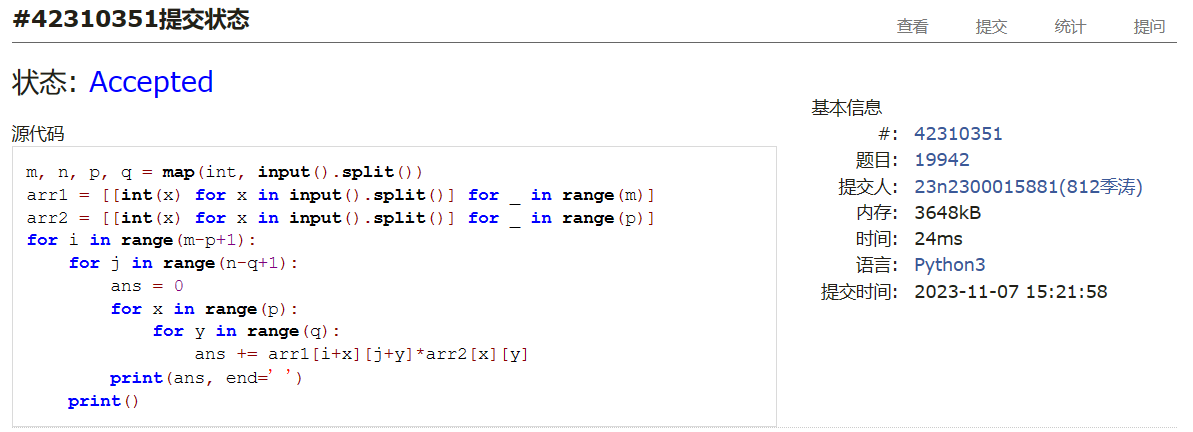 #42310351提交状态
查看 提交 统计 提问
状态: Accepted
源代码
m, n, p, q = map(int, input().split())
arr1 = [[int(x) for x in input().split()] for _ in range(m)]
arr2 = [[int(x) for x in input().split()] for _ in range(p)]
for i in range(m-p+1):
    for j in range(n-q+1):
        ans = 0
        for x in range(p):
            for y in range(q):
                ans += arr1[i+x][j+y]*arr2[x][y]
        print(ans, end=' ')
    print()
基本信息
#: 42310351
题目: 19942
提交人: 23n2300015881(812季涛)
内存: 3648kB
时间: 24ms
语言: Python3
提交时间: 2023-11-07 15:21:58